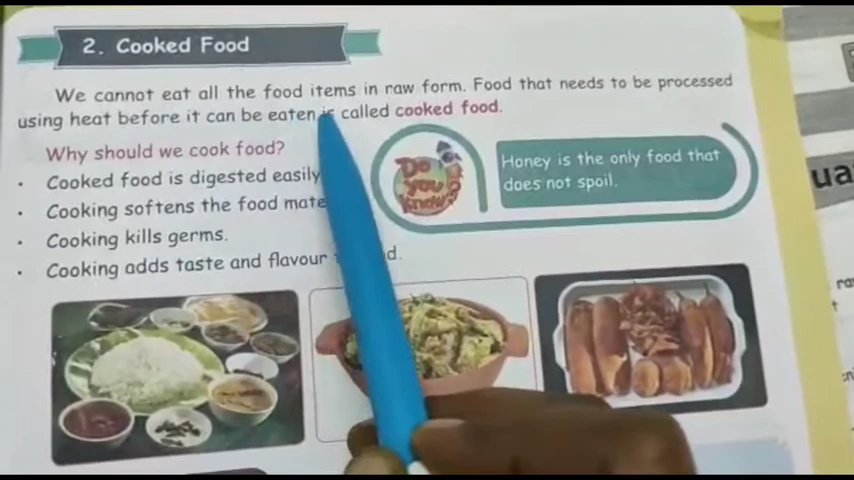 2. Cooked Food
We cannot eat all the food items in raw form. Food that needs to be processed
using heat before it can be eaten is called cooked food.
Why should we cook food?
• Cooked food is digested easily
• Cooking softens the food mate
• Cooking kills germs.
• Cooking adds taste and flavour
Do you know?
Honey is the only food that
does not spoil.